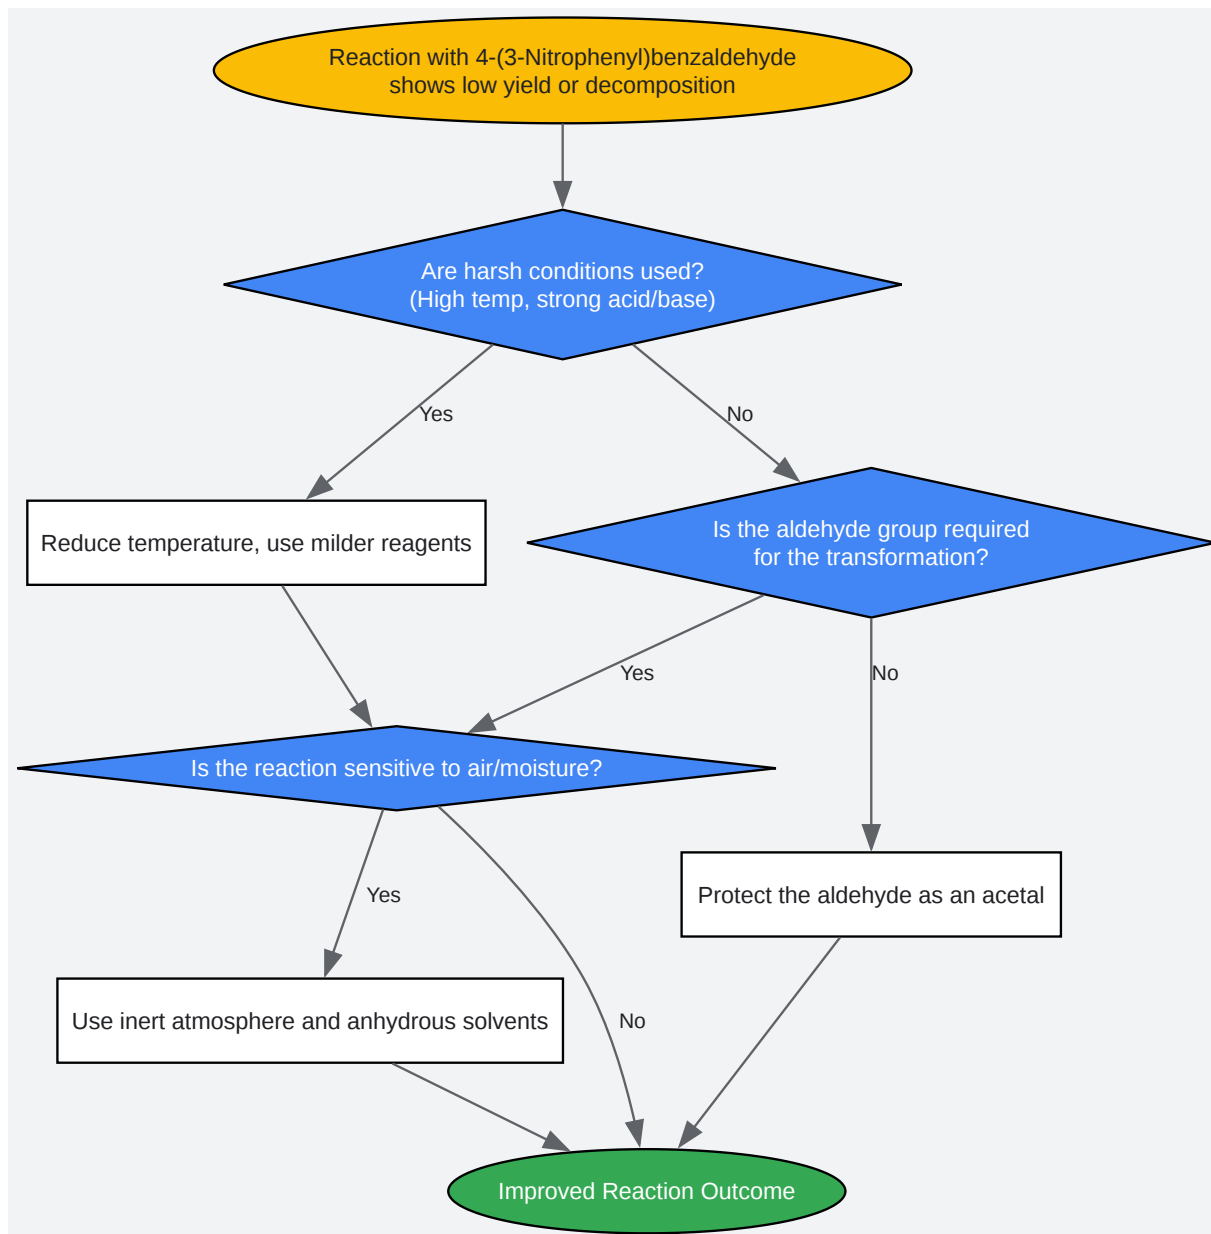 Reaction with 4-(3-Nitrophenyl)benzaldehyde
shows low yield or decomposition
Are harsh conditions used?
(High temp, strong acid/base)
Yes
No
Reduce temperature, use milder reagents
Is the aldehyde group required
for the transformation?
Yes
No
Is the reaction sensitive to air/moisture?
Yes
Protect the aldehyde as an acetal
Use inert atmosphere and anhydrous solvents
No
Improved Reaction Outcome